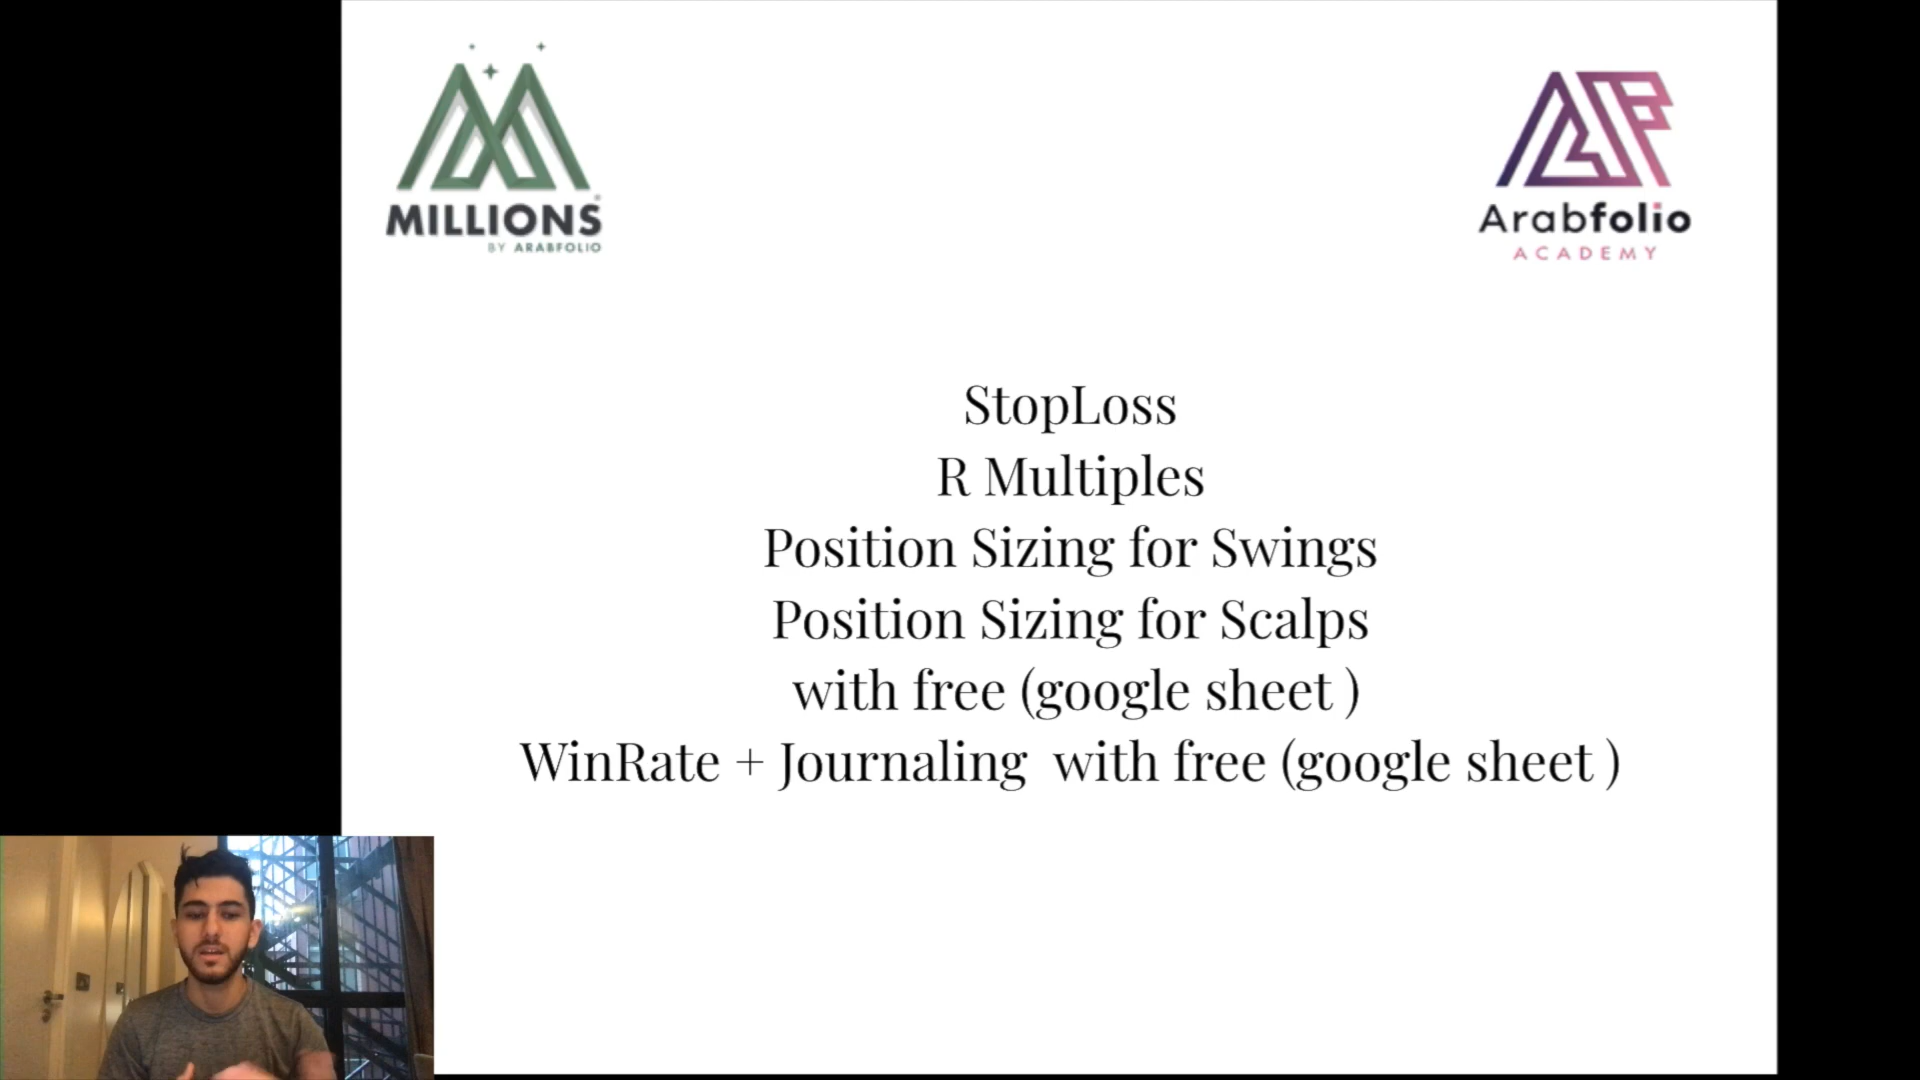 MILLIONS
BY ARABFOLIO
Arabfolio
ACADEMY
StopLoss
R Multiples
Position Sizing for Swings
Position Sizing for Scalps
with free (google sheet )
WinRate + Journaling  with free (google sheet )